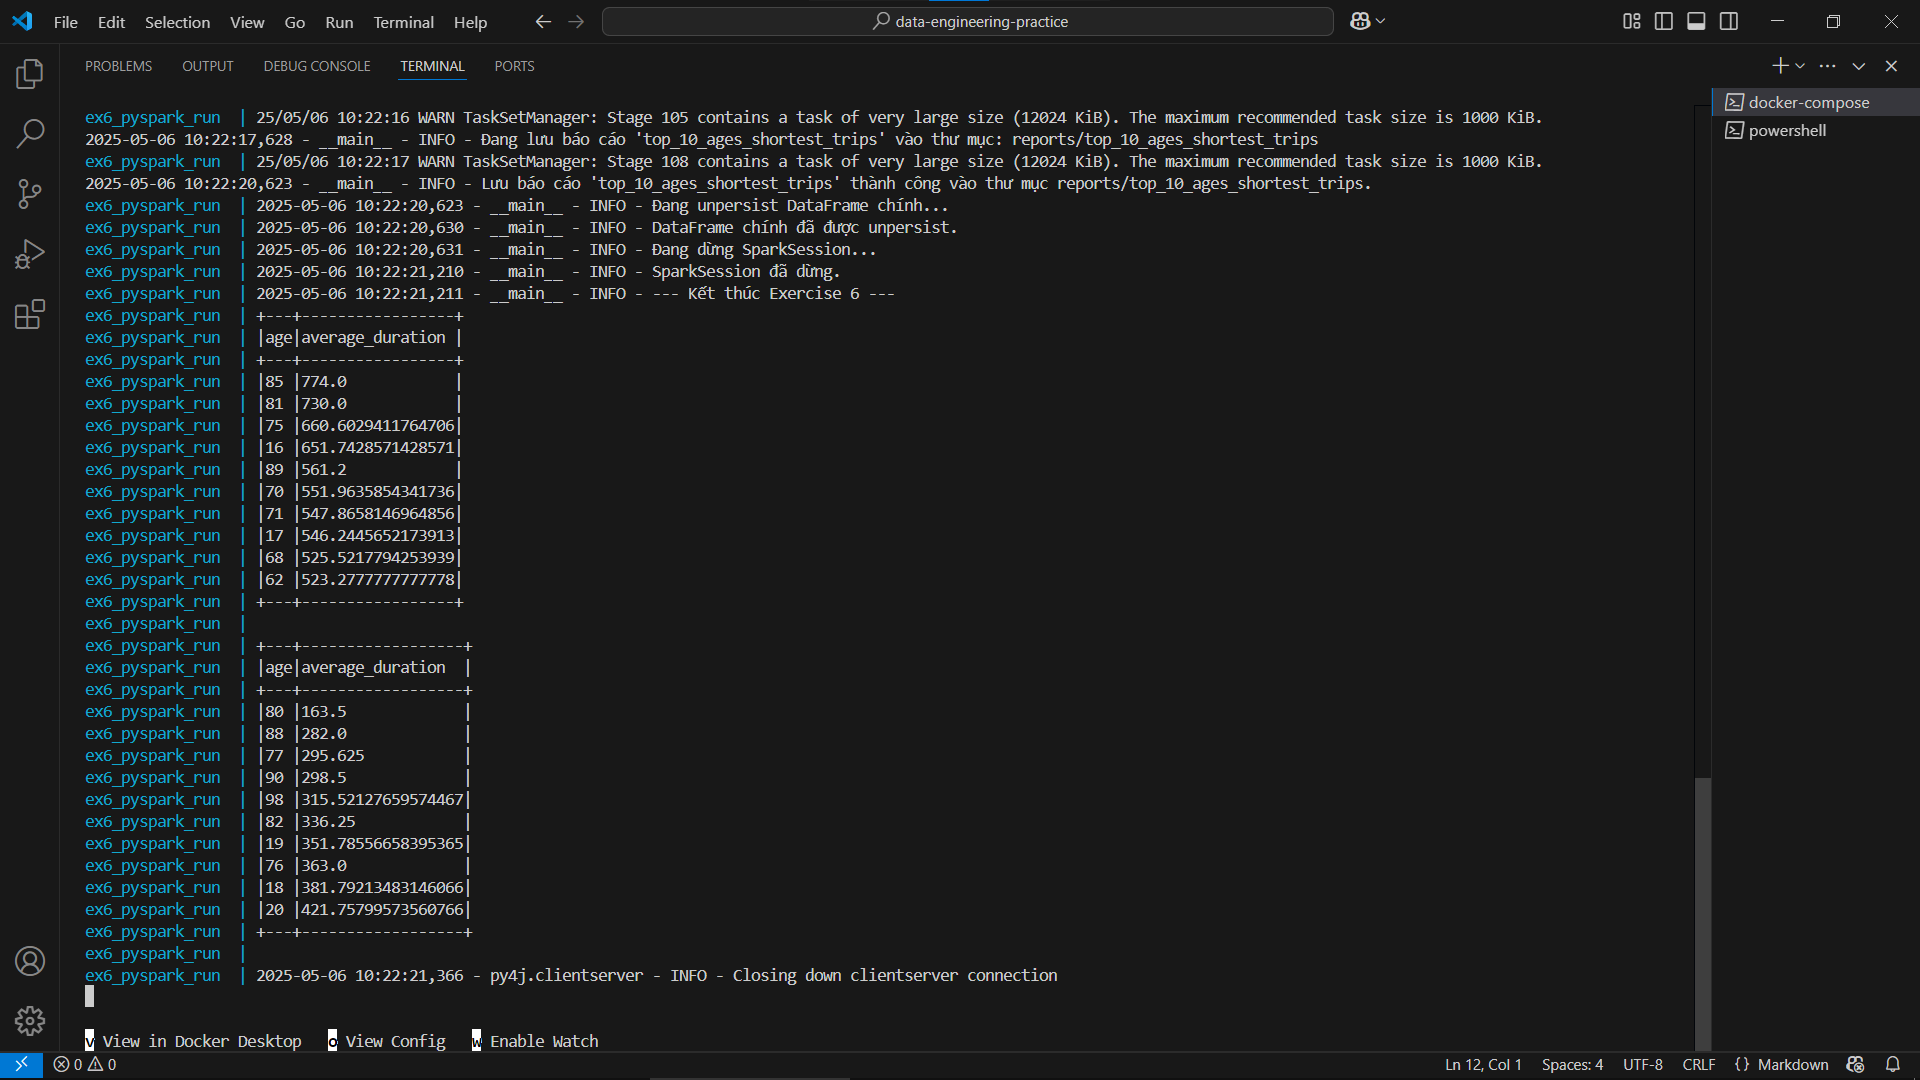 File Edit Selection View Go Run Terminal Help
data-engineering-practice
PROBLEMS OUTPUT DEBUG CONSOLE TERMINAL PORTS
docker-compose
powershell
ex6_pyspark_run | 25/05/06 10:22:16 WARN TaskSetManager: Stage 105 contains a task of very large size (12024 KiB). The maximum recommended task size is 1000 KiB.
2025-05-06 10:22:17,628 - __main__ - INFO - Đang lưu báo cáo 'top_10_ages_shortest_trips' vào thư mục: reports/top_10_ages_shortest_trips
ex6_pyspark_run | 25/05/06 10:22:17 WARN TaskSetManager: Stage 108 contains a task of very large size (12024 KiB). The maximum recommended task size is 1000 KiB.
2025-05-06 10:22:20,623 - __main__ - INFO - Lưu báo cáo 'top_10_ages_shortest_trips' thành công vào thư mục reports/top_10_ages_shortest_trips.
ex6_pyspark_run | 2025-05-06 10:22:20,623 - __main__ - INFO - Đang unpersist DataFrame chính...
ex6_pyspark_run | 2025-05-06 10:22:20,630 - __main__ - INFO - DataFrame chính đã được unpersist.
ex6_pyspark_run | 2025-05-06 10:22:20,631 - __main__ - INFO - Đang dừng SparkSession...
ex6_pyspark_run | 2025-05-06 10:22:21,210 - __main__ - INFO - SparkSession đã dừng.
ex6_pyspark_run | 2025-05-06 10:22:21,211 - __main__ - INFO - --- Kết thúc Exercise 6 ---
ex6_pyspark_run | +---+-----------------+
ex6_pyspark_run | |age|average_duration |
ex6_pyspark_run | +---+-----------------+
ex6_pyspark_run | |85 |774.0            |
ex6_pyspark_run | |81 |730.0            |
ex6_pyspark_run | |75 |660.6029411764706|
ex6_pyspark_run | |16 |651.7428571428571|
ex6_pyspark_run | |89 |561.2            |
ex6_pyspark_run | |70 |551.9635854341736|
ex6_pyspark_run | |71 |547.8658146964856|
ex6_pyspark_run | |17 |546.2445652173913|
ex6_pyspark_run | |68 |525.5217794253939|
ex6_pyspark_run | |62 |523.2777777777778|
ex6_pyspark_run | +---+-----------------+
ex6_pyspark_run |
ex6_pyspark_run | +---+------------------+
ex6_pyspark_run | |age|average_duration  |
ex6_pyspark_run | +---+------------------+
ex6_pyspark_run | |80 |163.5             |
ex6_pyspark_run | |88 |282.0             |
ex6_pyspark_run | |77 |295.625           |
ex6_pyspark_run | |90 |298.5             |
ex6_pyspark_run | |98 |315.52127659574467|
ex6_pyspark_run | |82 |336.25            |
ex6_pyspark_run | |19 |351.78556658395365|
ex6_pyspark_run | |76 |363.0             |
ex6_pyspark_run | |18 |381.79213483146066|
ex6_pyspark_run | |20 |421.75799573560766|
ex6_pyspark_run | +---+------------------+
ex6_pyspark_run |
ex6_pyspark_run | 2025-05-06 10:22:21,366 - py4j.clientserver - INFO - Closing down clientserver connection
v View in Docker Desktop o View Config w Enable Watch
0 0 Ln 12, Col 1 Spaces: 4 UTF-8 CRLF {} Markdown